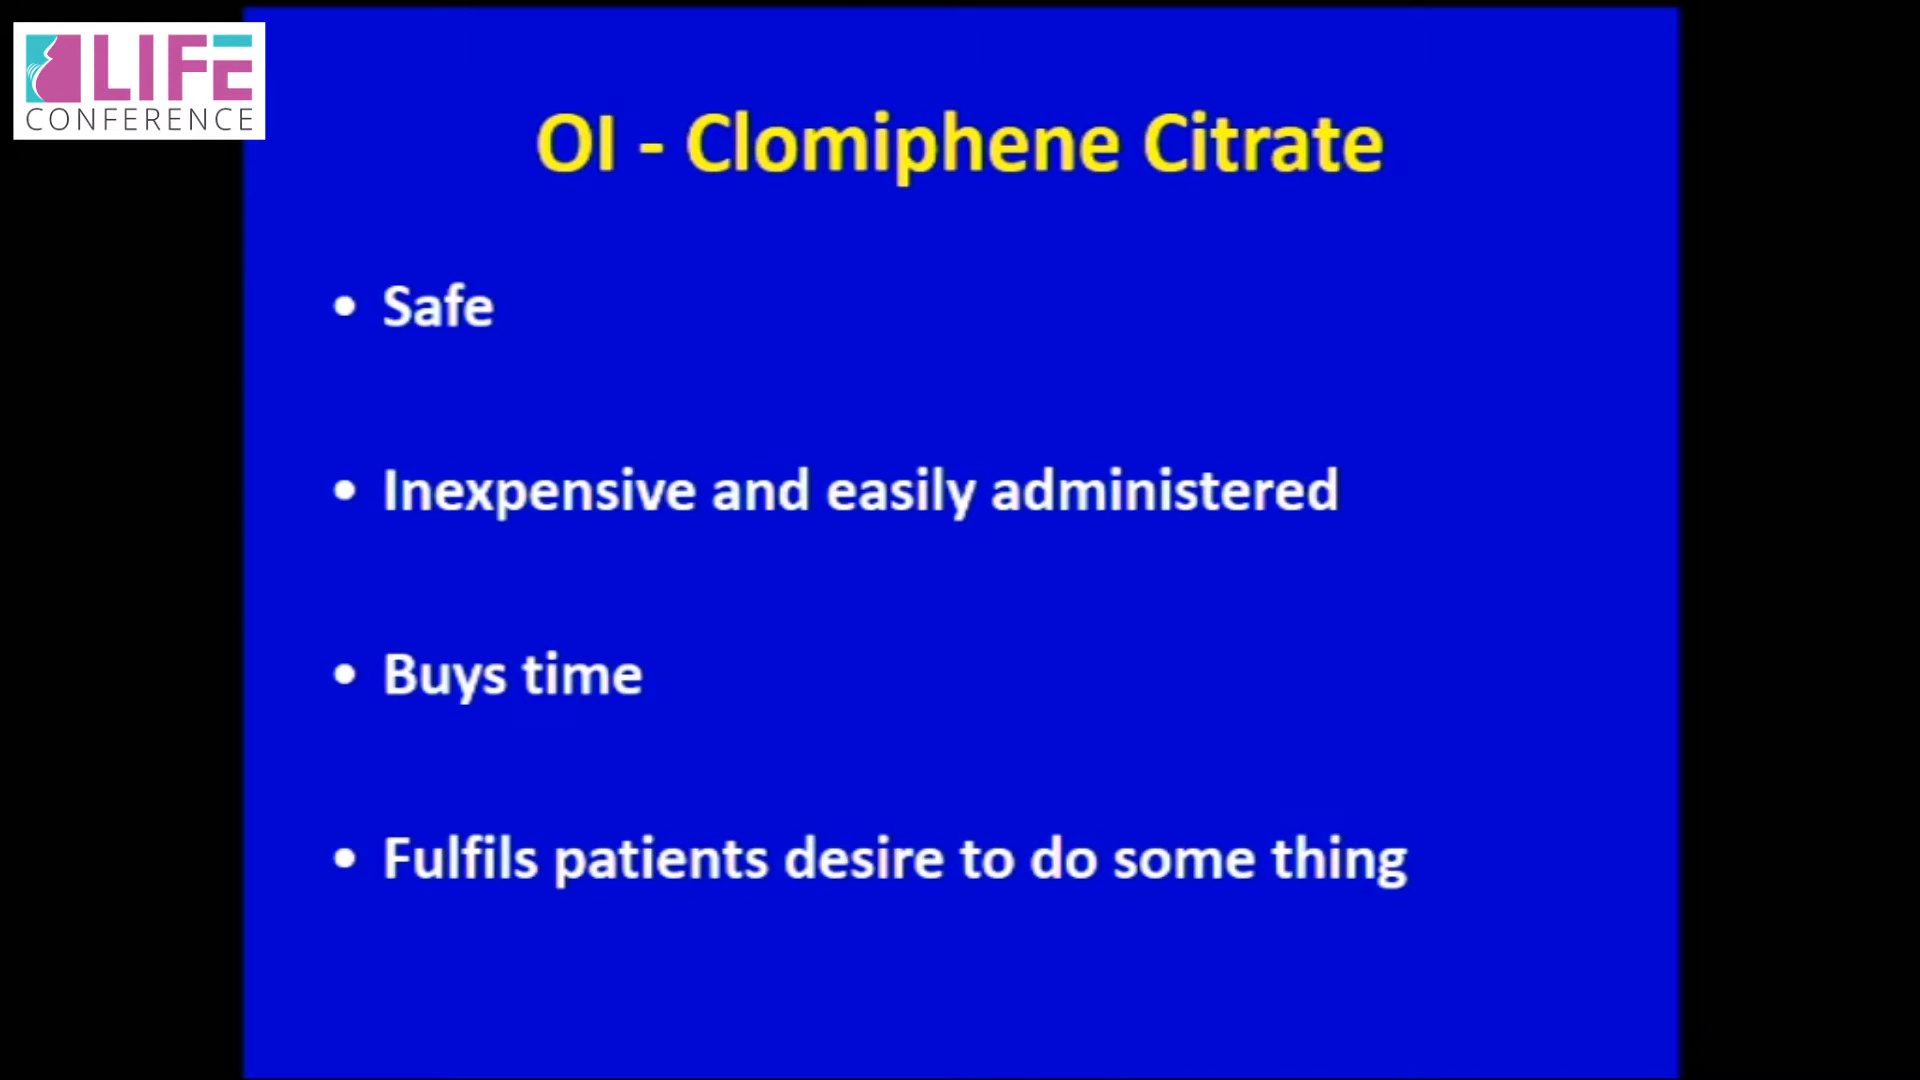 LIFE
CONFERENCE
OI - Clomiphene Citrate
• Safe
• Inexpensive and easily administered
• Buys time
• Fulfils patients desire to do some thing